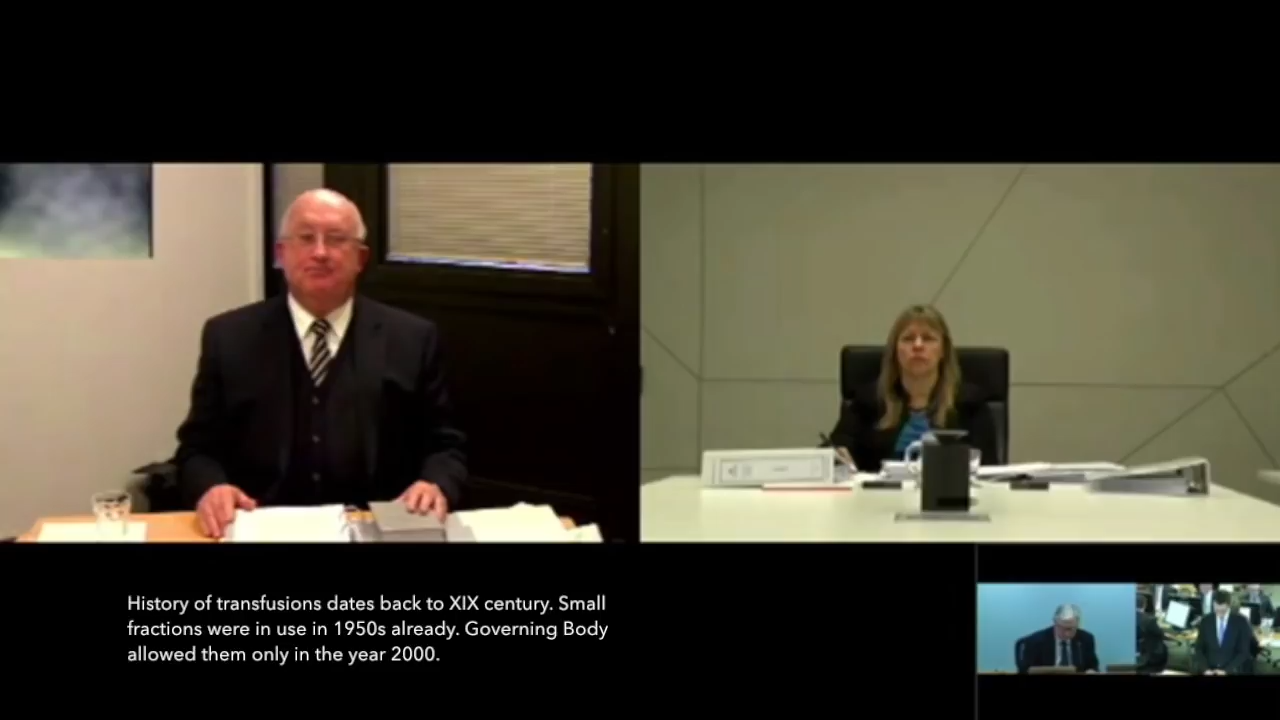 History of transfusions dates back to XIX century. Small
fractions were in use in 1950s already. Governing Body
allowed them only in the year 2000.